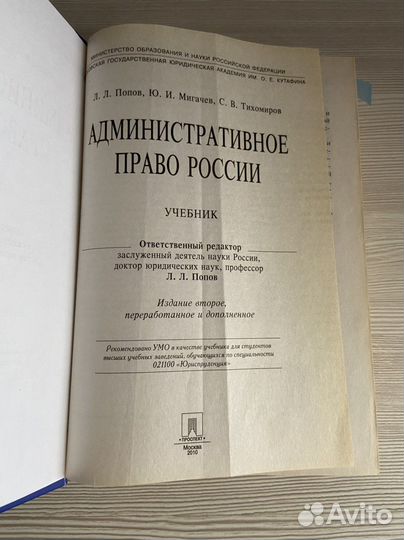 МИНИСТЕРСТВО ОБРАЗОВАНИЯ И НАУКИ РОССИЙСКОЙ ФЕДЕРАЦИИ
ГОСУДАРСТВЕННАЯ ЮРИДИЧЕСКАЯ АКАДЕМИЯ ИМ. О. Е. КУТАФИНА
Л. Л. Попов, Ю. И. Мигачев, С. В. Тихомиров
АДМИНИСТРАТИВНОЕ
ПРАВО РОССИИ
УЧЕБНИК
Ответственный редактор
заслуженный деятель науки России,
доктор юридических наук, профессор
Л. Л. Попов
Издание второе,
переработанное и дополненное
Рекомендовано УМО в качестве учебника для студентов
высших учебных заведений, обучающихся по специальности
021100 «Юриспруденция»
ПРОСПЕКТ
Москва
2010
Avito